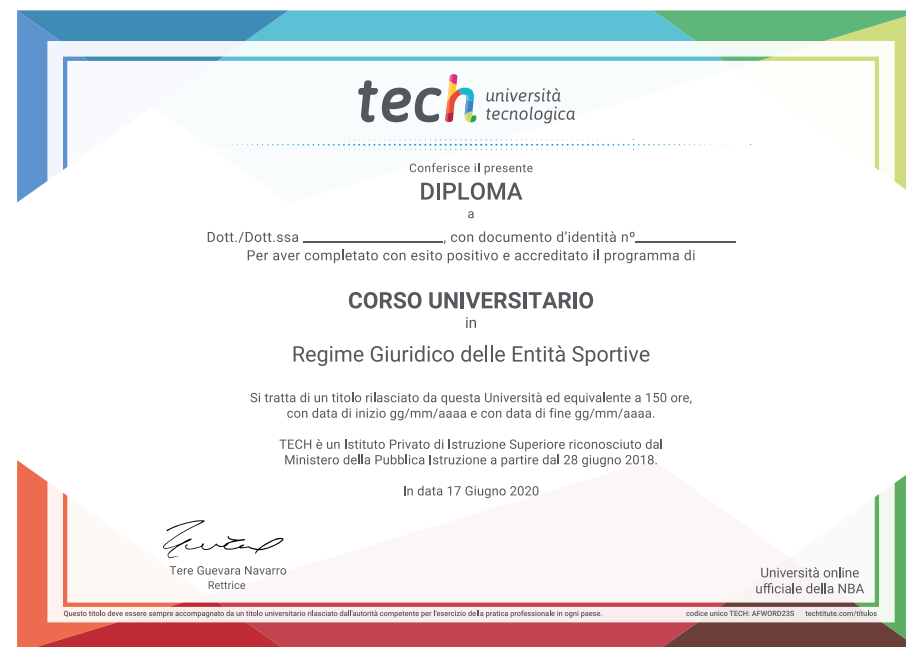 tech università
tecnologica
Conferisce il presente
DIPLOMA
a
Dott./Dott.ssa ____________________, con documento d'identità nº______________
Per aver completato con esito positivo e accreditato il programma di
CORSO UNIVERSITARIO
in
Regime Giuridico delle Entità Sportive
Si tratta di un titolo rilasciato da questa Università ed equivalente a 150 ore,
con data di inizio gg/mm/aaaa e con data di fine gg/mm/aaaa.
TECH è un Istituto Privato di Istruzione Superiore riconosciuto dal
Ministero della Pubblica Istruzione a partire dal 28 giugno 2018.
In data 17 Giugno 2020
Tere Guevara Navarro
Rettrice
Università online
ufficiale della NBA
Questo titolo deve essere sempre accompagnato da un titolo universitario rilasciato dall'autorità competente per l'esercizio della pratica professionale in ogni paese. codice unico TECH: AFWORD23S techtitute.com/titulos